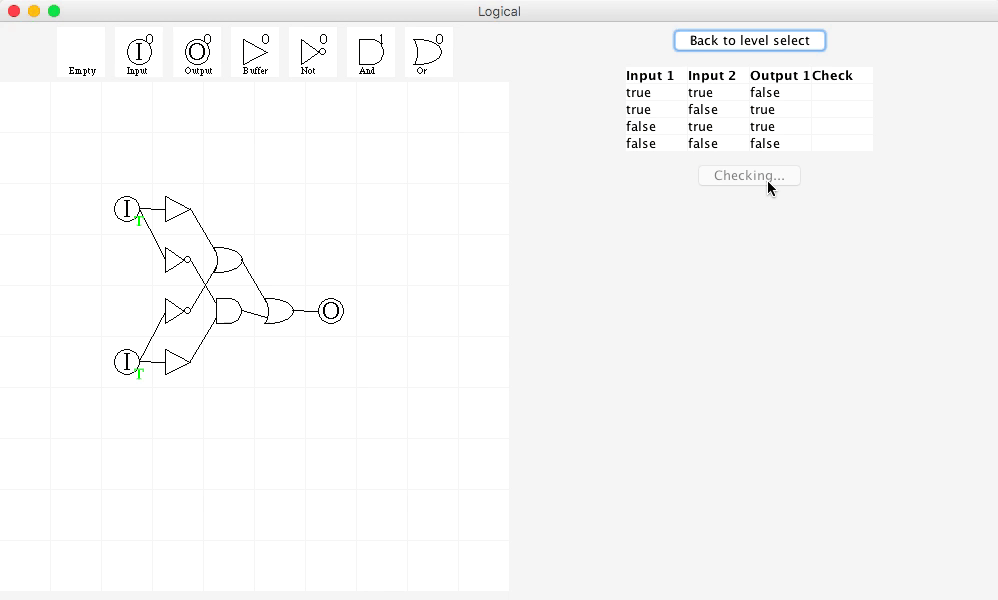 Logical
0 0 0 0 1 0
I O
Empty Input Output Buffer Not And Or
Back to level select
Input 1 Input 2 Output 1 Check
true true false
true false true
false true true
false false false
Checking...
I
T
O
I
T